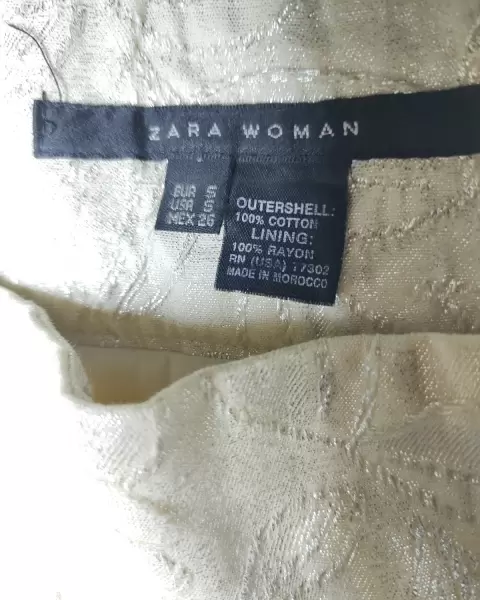 ZARA WOMAN
EUR S
USA S
MEX 26
OUTERSHELL:
100% COTTON
LINING:
100% RAYON
RN (USA) 77302
MADE IN MOROCCO